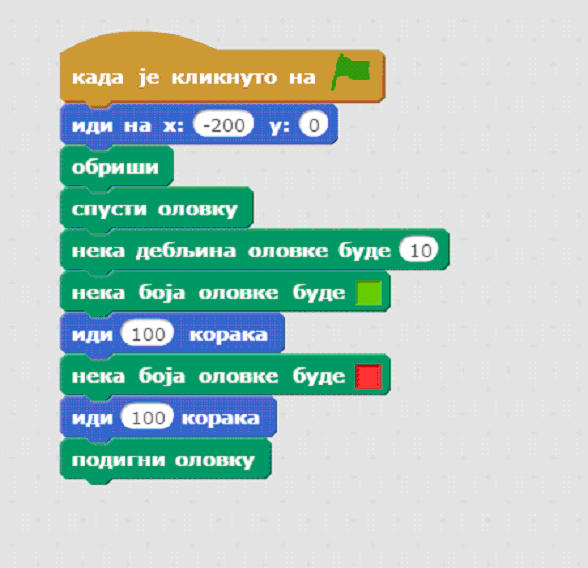 када је кликнуто на
иди на x: -200 y: 0
обриши
спусти оловку
нека дебљина оловке буде 10
нека боја оловке буде
иди 100 корака
нека боја оловке буде
иди 100 корака
подигни оловку